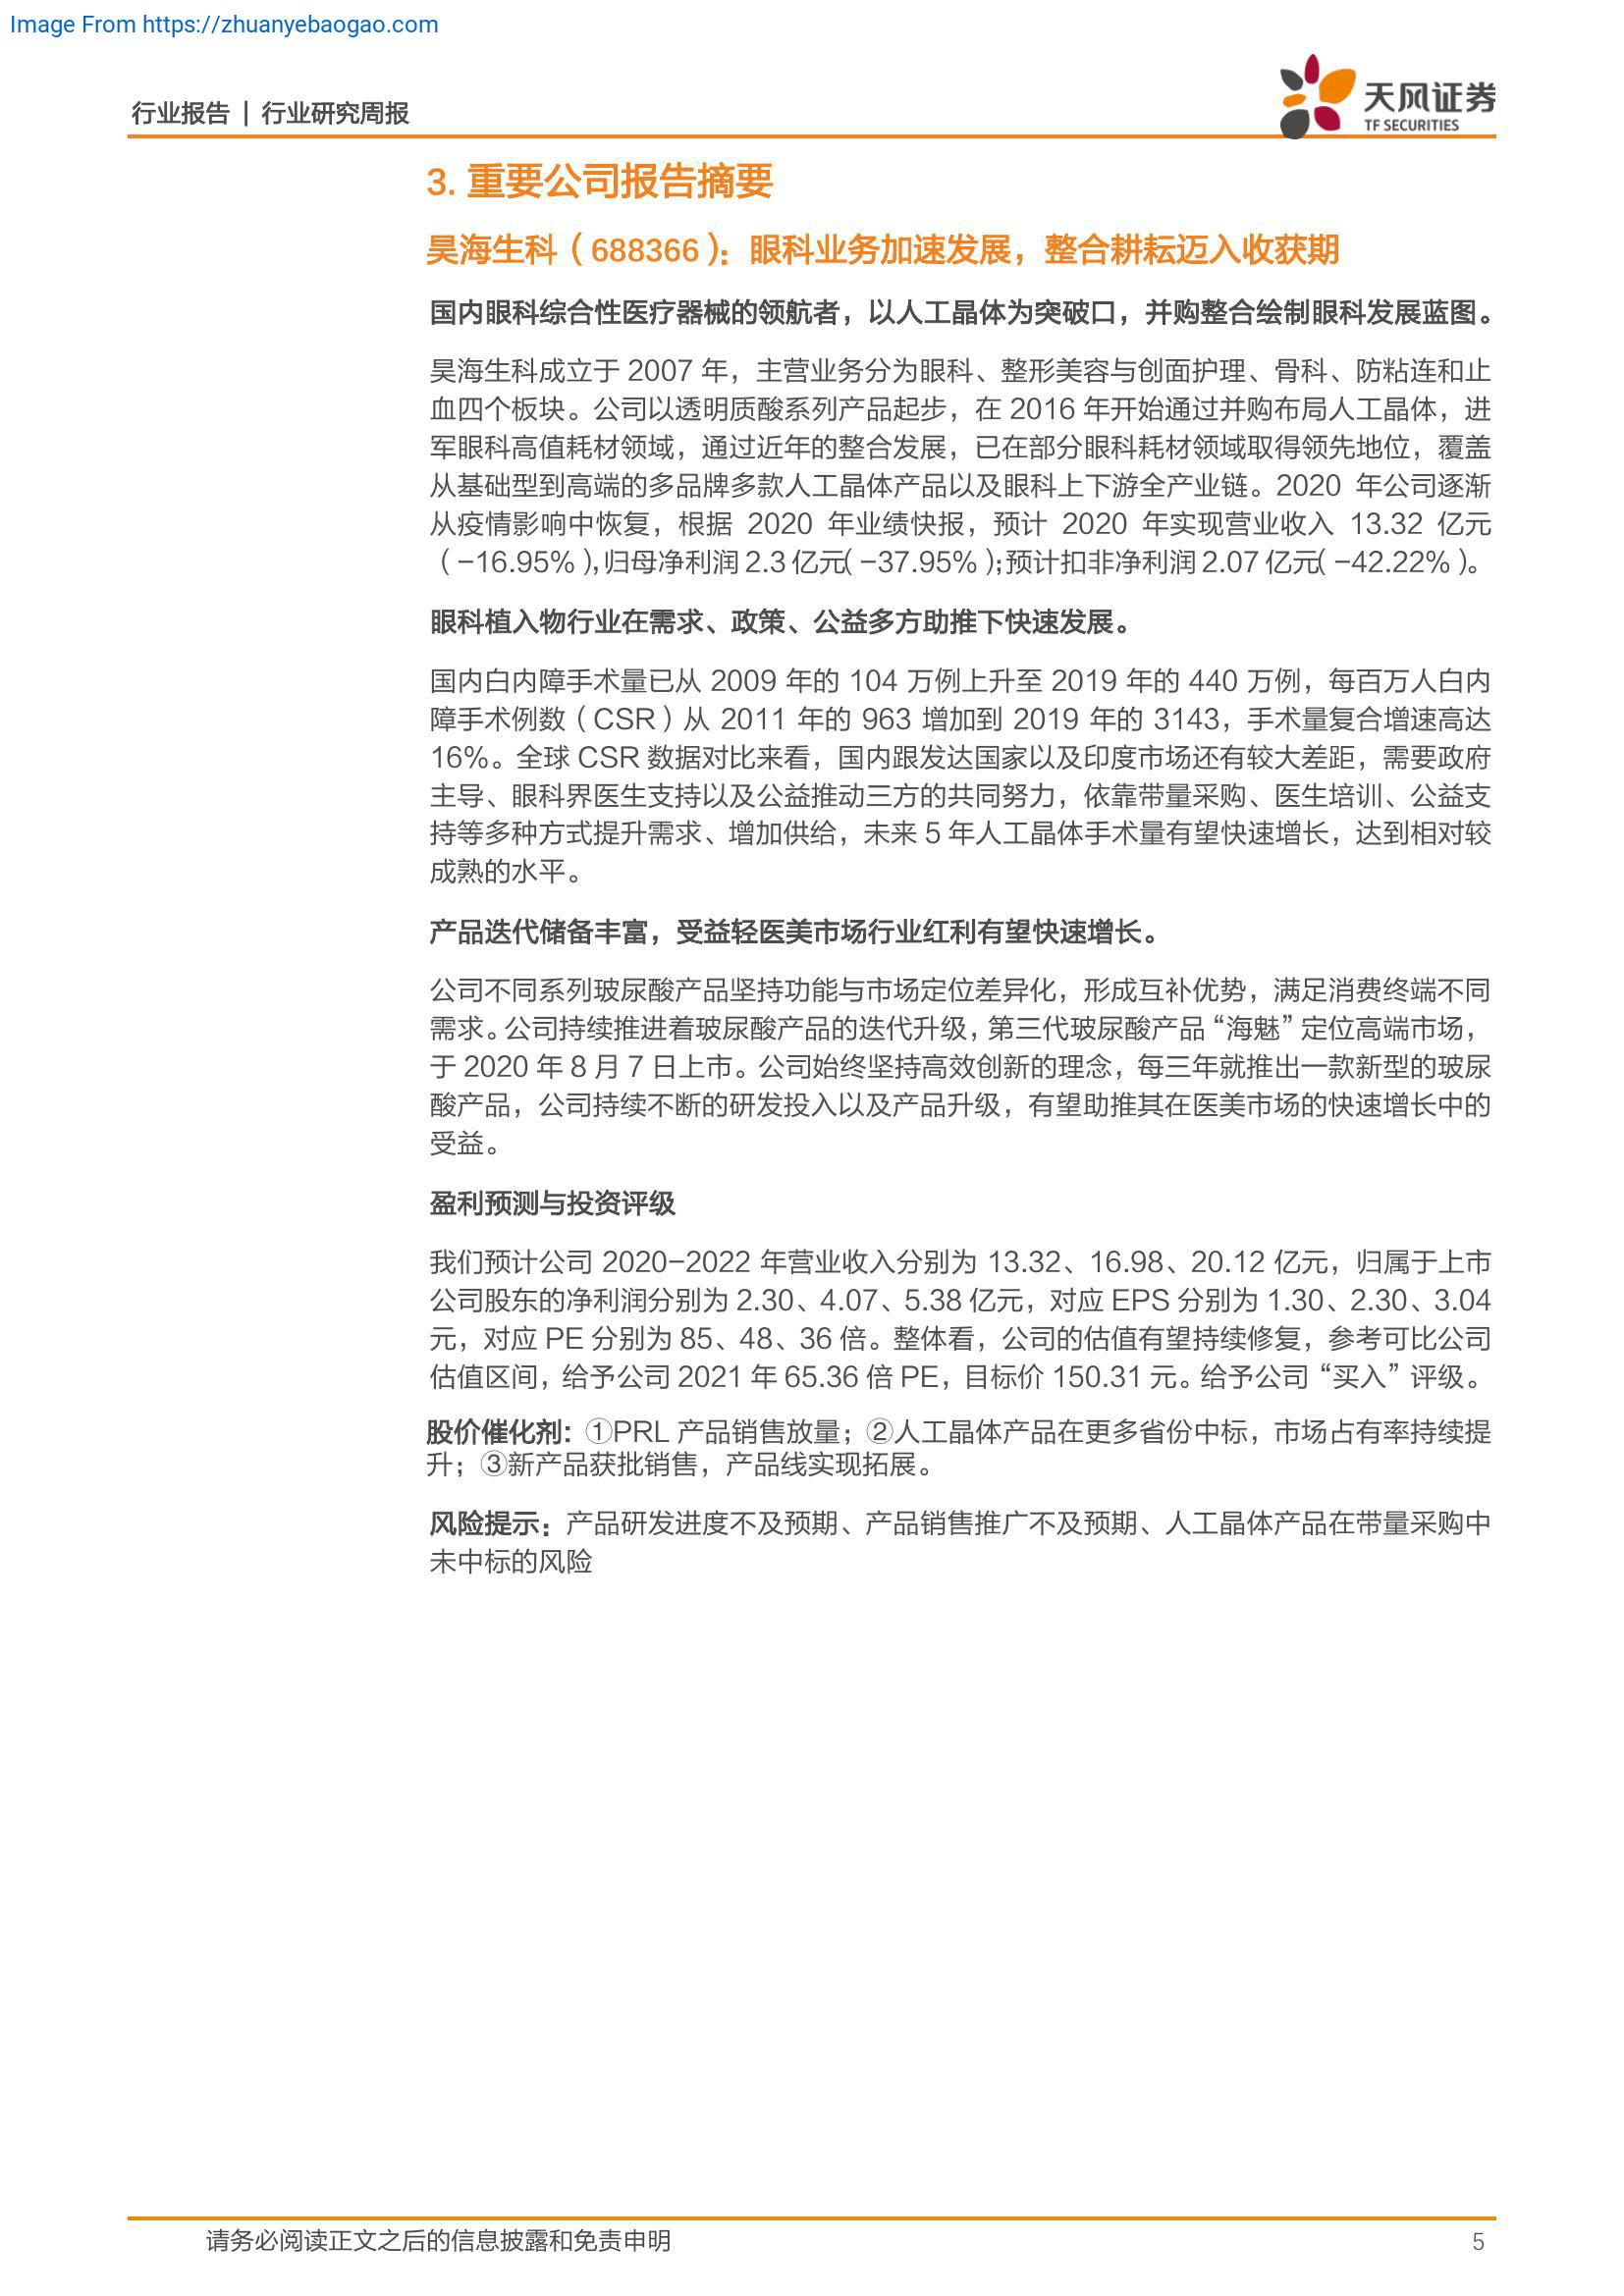 Image From https://zhuanyebaogao.com
行业报告 | 行业研究周报
天风证券
TF SECURITIES
3. 重要公司报告摘要
昊海生科（688366）：眼科业务加速发展，整合耕耘迈入收获期
国内眼科综合性医疗器械的领航者，以人工晶体为突破口，并购整合绘制眼科发展蓝图。
昊海生科成立于 2007 年，主营业务分为眼科、整形美容与创面护理、骨科、防粘连和止
血四个板块。公司以透明质酸系列产品起步，在 2016 年开始通过并购布局人工晶体，进
军眼科高值耗材领域，通过近年的整合发展，已在部分眼科耗材领域取得领先地位，覆盖
从基础型到高端的多品牌多款人工晶体产品以及眼科上下游全产业链。2020 年公司逐渐
从疫情影响中恢复，根据 2020 年业绩快报，预计 2020 年实现营业收入 13.32 亿元
（-16.95%），归母净利润 2.3 亿元（-37.95%）；预计扣非净利润 2.07 亿元（-42.22%）。
眼科植入物行业在需求、政策、公益多方助推下快速发展。
国内白内障手术量已从 2009 年的 104 万例上升至 2019 年的 440 万例，每百万人白内
障手术例数（CSR）从 2011 年的 963 增加到 2019 年的 3143，手术量复合增速高达
16%。全球 CSR 数据对比来看，国内跟发达国家以及印度市场还有较大差距，需要政府
主导、眼科界医生支持以及公益推动三方的共同努力，依靠带量采购、医生培训、公益支
持等多种方式提升需求、增加供给，未来 5 年人工晶体手术量有望快速增长，达到相对较
成熟的水平。
产品迭代储备丰富，受益轻医美市场行业红利有望快速增长。
公司不同系列玻尿酸产品坚持功能与市场定位差异化，形成互补优势，满足消费终端不同
需求。公司持续推进着玻尿酸产品的迭代升级，第三代玻尿酸产品“海魅”定位高端市场，
于 2020 年 8 月 7 日上市。公司始终坚持高效创新的理念，每三年就推出一款新型的玻尿
酸产品，公司持续不断的研发投入以及产品升级，有望助推其在医美市场的快速增长中的
受益。
盈利预测与投资评级
我们预计公司 2020-2022 年营业收入分别为 13.32、16.98、20.12 亿元，归属于上市
公司股东的净利润分别为 2.30、4.07、5.38 亿元，对应 EPS 分别为 1.30、2.30、3.04
元，对应 PE 分别为 85、48、36 倍。整体看，公司的估值有望持续修复，参考可比公司
估值区间，给予公司 2021 年 65.36 倍 PE，目标价 150.31 元。给予公司“买入”评级。
股价催化剂：①PRL 产品销售放量；②人工晶体产品在更多省份中标，市场占有率持续提
升；③新产品获批销售，产品线实现拓展。
风险提示：产品研发进度不及预期、产品销售推广不及预期、人工晶体产品在带量采购中
未中标的风险
请务必阅读正文之后的信息披露和免责申明 5